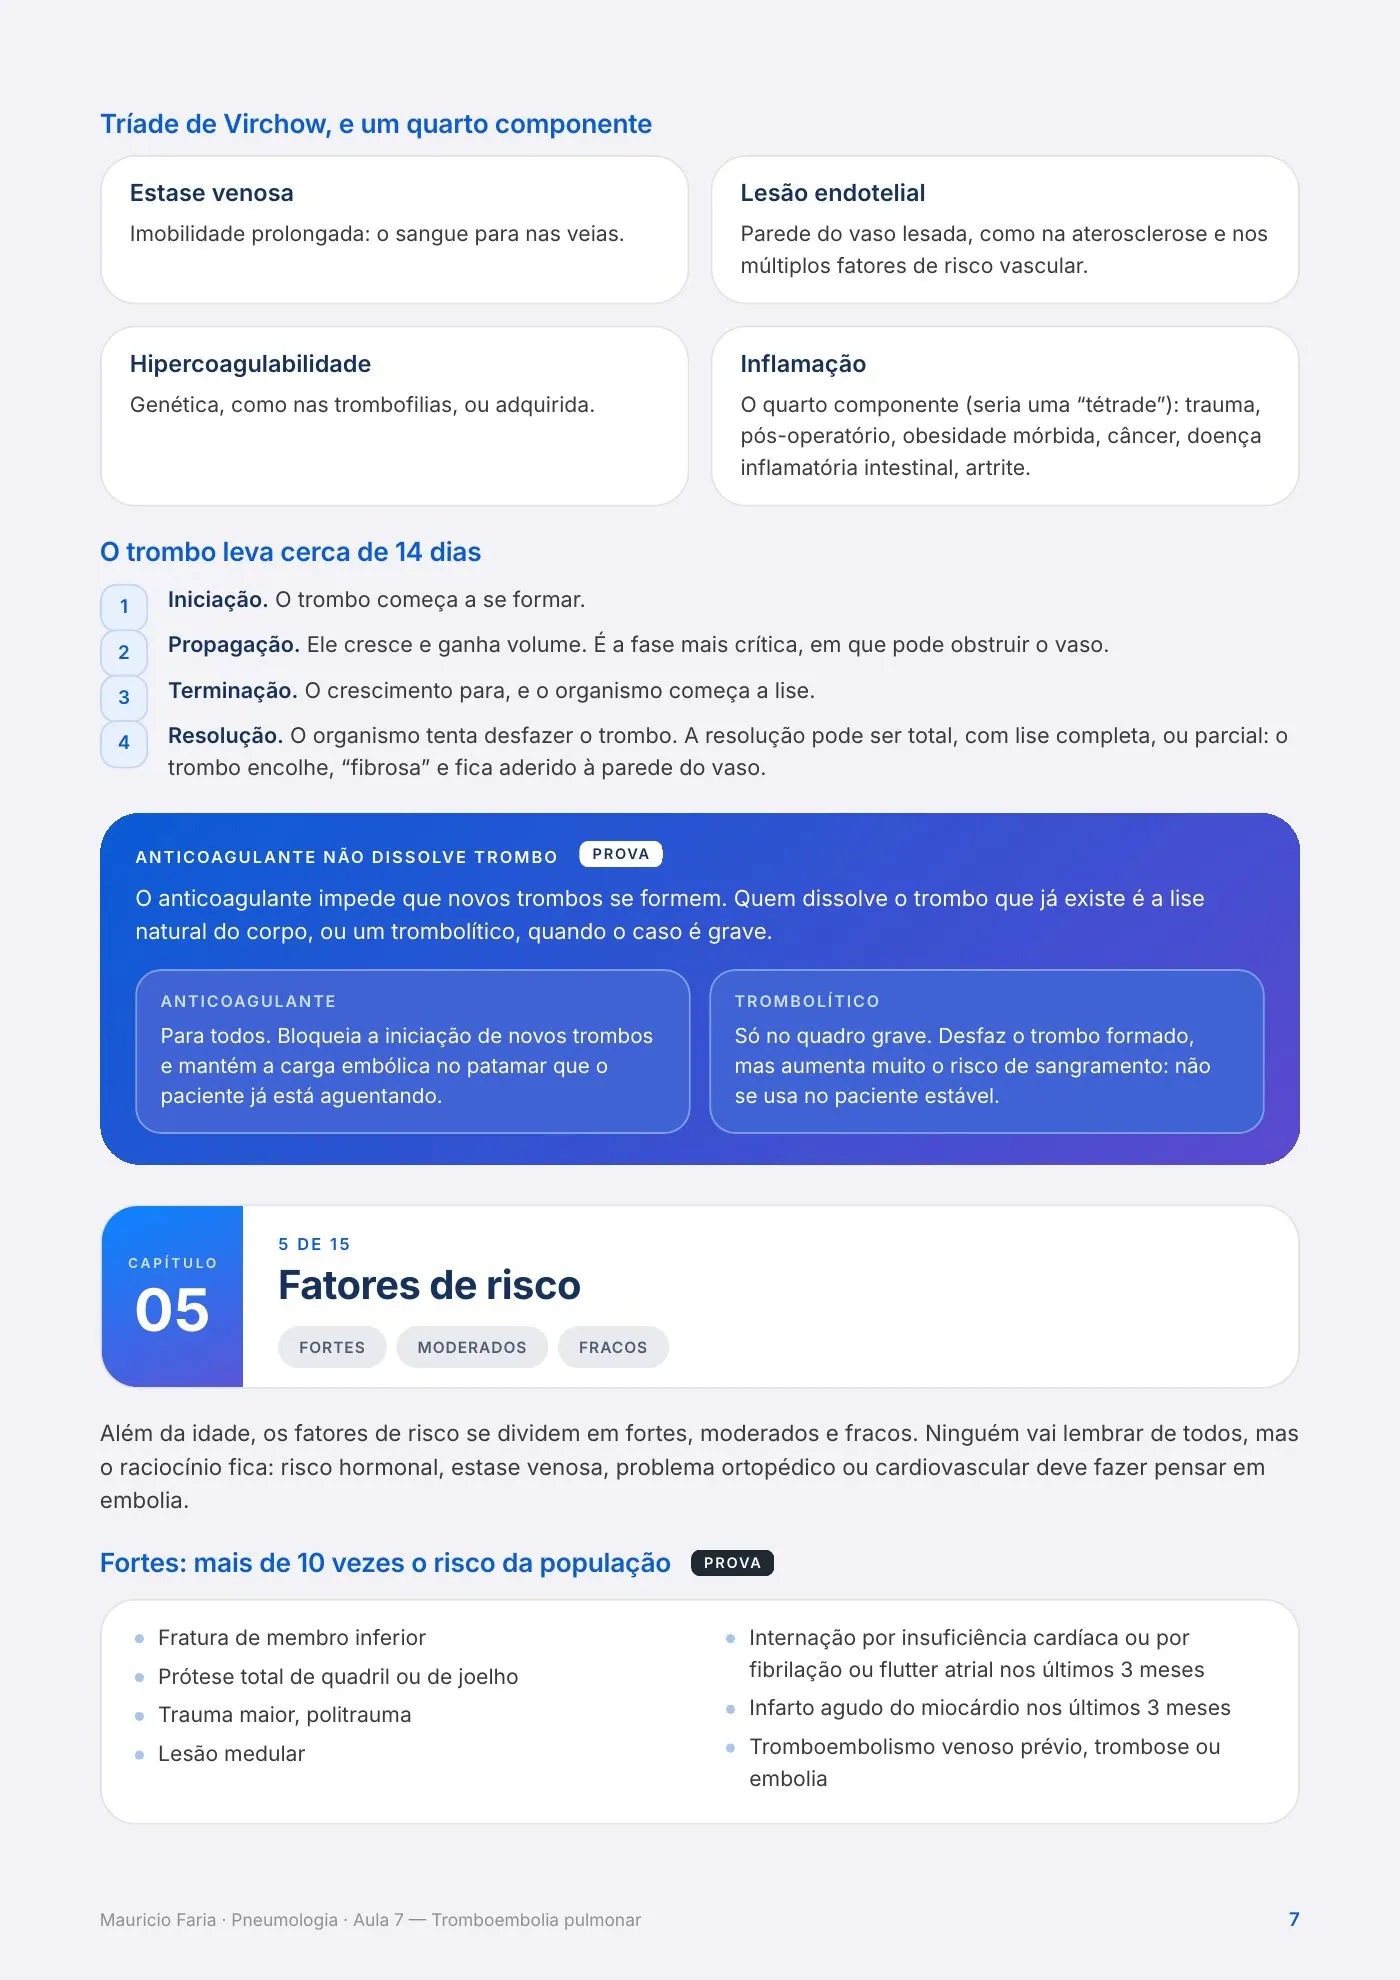 Tríade de Virchow, e um quarto componente
Estase venosa
Imobilidade prolongada: o sangue para nas veias.
Lesão endotelial
Parede do vaso lesada, como na aterosclerose e nos
múltiplos fatores de risco vascular.
Hipercoagulabilidade
Genética, como nas trombofilias, ou adquirida.
Inflamação
O quarto componente (seria uma “tétrade”): trauma,
pós-operatório, obesidade mórbida, câncer, doença
inflamatória intestinal, artrite.
O trombo leva cerca de 14 dias
1 Iniciação. O trombo começa a se formar.
2 Propagação. Ele cresce e ganha volume. É a fase mais crítica, em que pode obstruir o vaso.
3 Terminação. O crescimento para, e o organismo começa a lise.
4 Resolução. O organismo tenta desfazer o trombo. A resolução pode ser total, com lise completa, ou parcial: o
trombo encolhe, “fibrosa” e fica aderido à parede do vaso.
ANTICOAGULANTE NÃO DISSOLVE TROMBO PROVA
O anticoagulante impede que novos trombos se formem. Quem dissolve o trombo que já existe é a lise
natural do corpo, ou um trombolítico, quando o caso é grave.
ANTICOAGULANTE
Para todos. Bloqueia a iniciação de novos trombos
e mantém a carga embólica no patamar que o
paciente já está aguentando.
TROMBOLÍTICO
Só no quadro grave. Desfaz o trombo formado,
mas aumenta muito o risco de sangramento: não
se usa no paciente estável.
CAPÍTULO
05
5 DE 15
Fatores de risco
FORTES MODERADOS FRACOS
Além da idade, os fatores de risco se dividem em fortes, moderados e fracos. Ninguém vai lembrar de todos, mas
o raciocínio fica: risco hormonal, estase venosa, problema ortopédico ou cardiovascular deve fazer pensar em
embolia.
Fortes: mais de 10 vezes o risco da população PROVA
Fratura de membro inferior
Prótese total de quadril ou de joelho
Trauma maior, politrauma
Lesão medular
Internação por insuficiência cardíaca ou por
fibrilação ou flutter atrial nos últimos 3 meses
Infarto agudo do miocárdio nos últimos 3 meses
Tromboembolismo venoso prévio, trombose ou
embolia
Mauricio Faria · Pneumologia · Aula 7 — Tromboembolia pulmonar
7